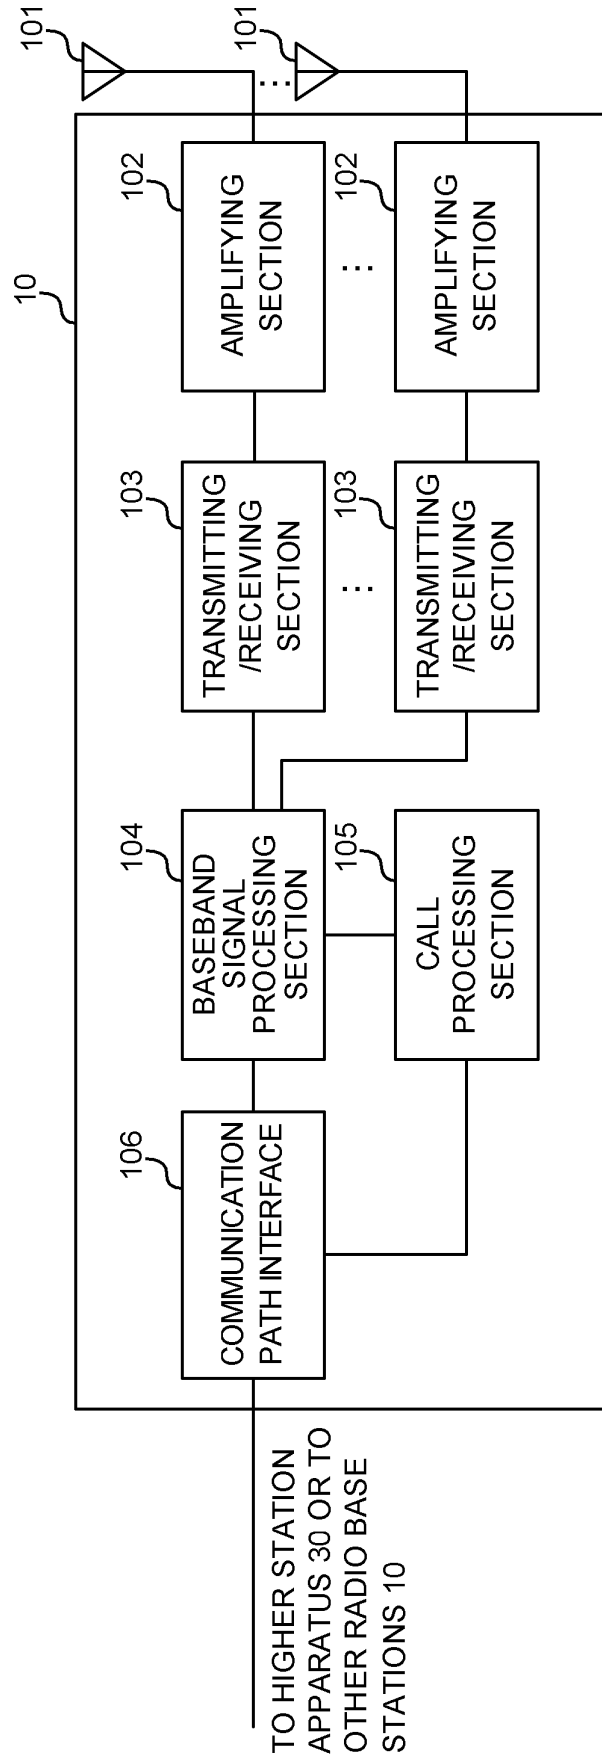 10
101
101
102
AMPLIFYING
SECTION
102
AMPLIFYING
SECTION
103
TRANSMITTING
/RECEIVING
SECTION
103
TRANSMITTING
/RECEIVING
SECTION
104
BASEBAND
SIGNAL
PROCESSING
SECTION
105
CALL
PROCESSING
SECTION
106
COMMUNICATION
PATH INTERFACE
TO HIGHER STATION
APPARATUS 30 OR TO
OTHER RADIO BASE
STATIONS 10